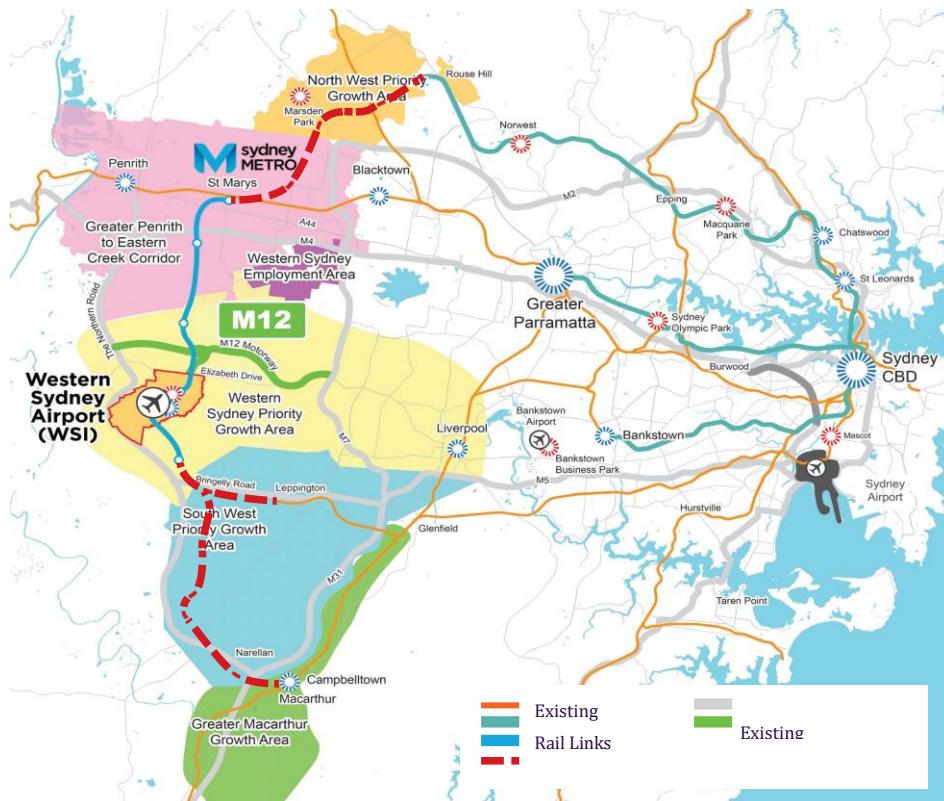 North West Priority
Growth Area
Rouse Hill
Marsden
Park
Norwest
sydney
METRO
Penrith
St Marys
Blacktown
M2
Epping
Macquarie
Park
Chatswood
St Leonards
A44
M4
Greater Penrith
to Eastern
Creek Corridor
Western Sydney
Employment Area
Greater
Parramatta
Sydney
Olympic Park
The Northern Road
M12
M12 Motorway
Elizabeth Drive
Burwood
Sydney
CBD
Western
Sydney
Airport
(WSI)
Western
Sydney Priority
Growth Area
Liverpool
Bankstown
Airport
Bankstown
Bankstown
Business Park
Mascot
M7
M5
Sydney
Airport
Bringelly Road
Leppington
South West
Priority Growth
Area
Glenfield
Hurstville
M31
Taren Point
Narellan
Campbelltown
Macarthur
Greater Macarthur
Growth Area
Existing
Rail Links
Existing